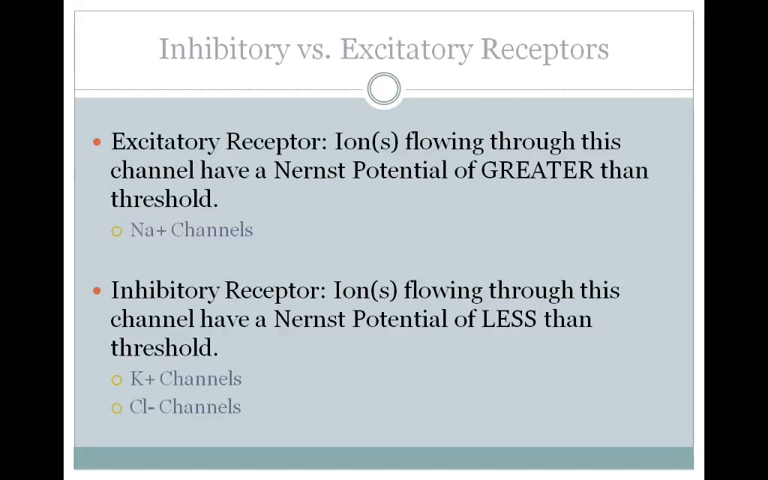 Inhibitory vs. Excitatory Receptors
Excitatory Receptor: Ion(s) flowing through this
channel have a Nernst Potential of GREATER than
threshold.
Na+ Channels
Inhibitory Receptor: Ion(s) flowing through this
channel have a Nernst Potential of LESS than
threshold.
K+ Channels
Cl- Channels